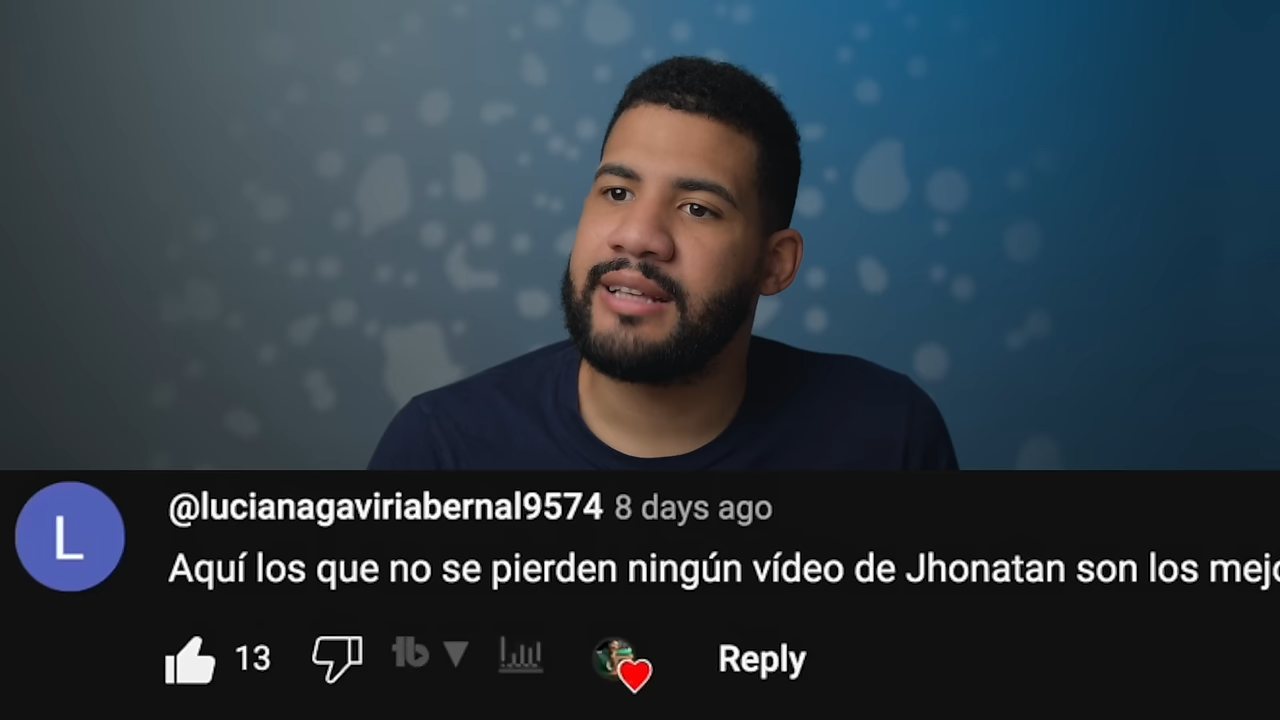 L
@lucianagaviriabernal9574 8 days ago
Aquí los que no se pierden ningún vídeo de Jhonatan son los
13
Reply